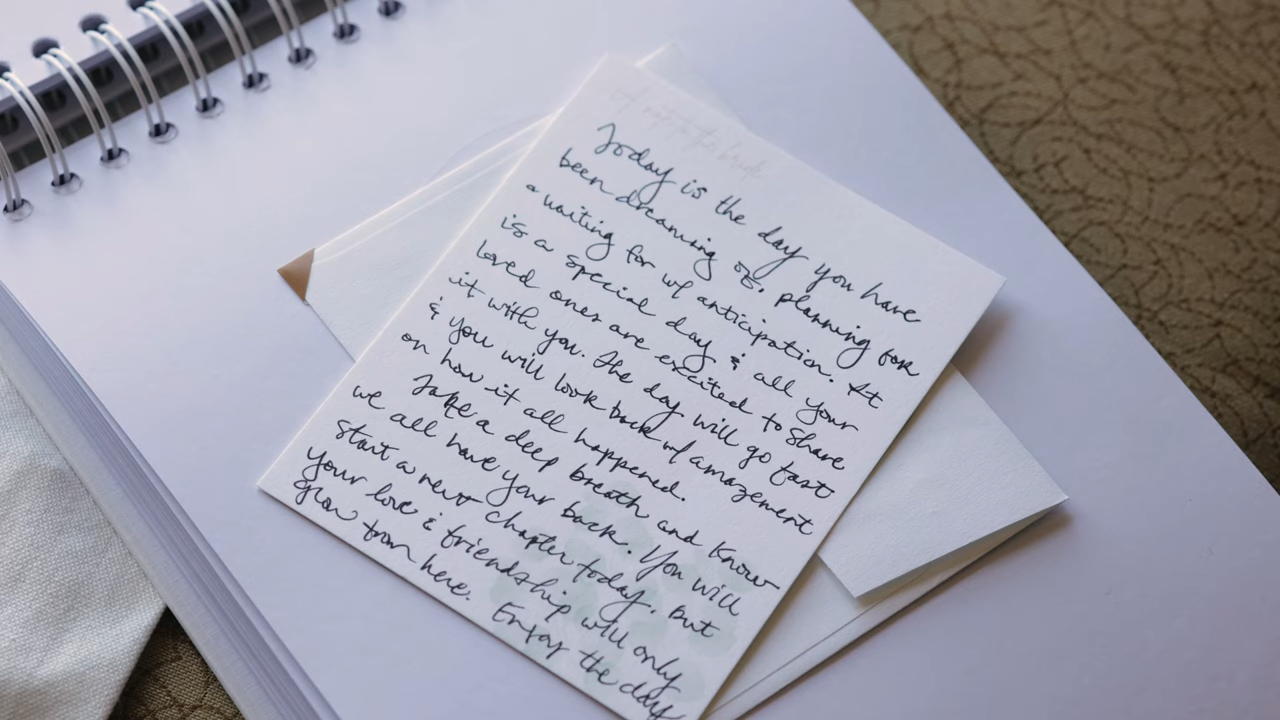 Today is the day you have
been dreaming of, planning for
& waiting for w/ anticipation. It
is a special day & all your
loved ones are excited to share
it with you. The day will go fast
& you will look back w/ amazement
on how it all happened.
Take a deep breath and know
we all have your back. You will
start a new chapter today, but
your love & friendship will only
grow from here. Enjoy the day